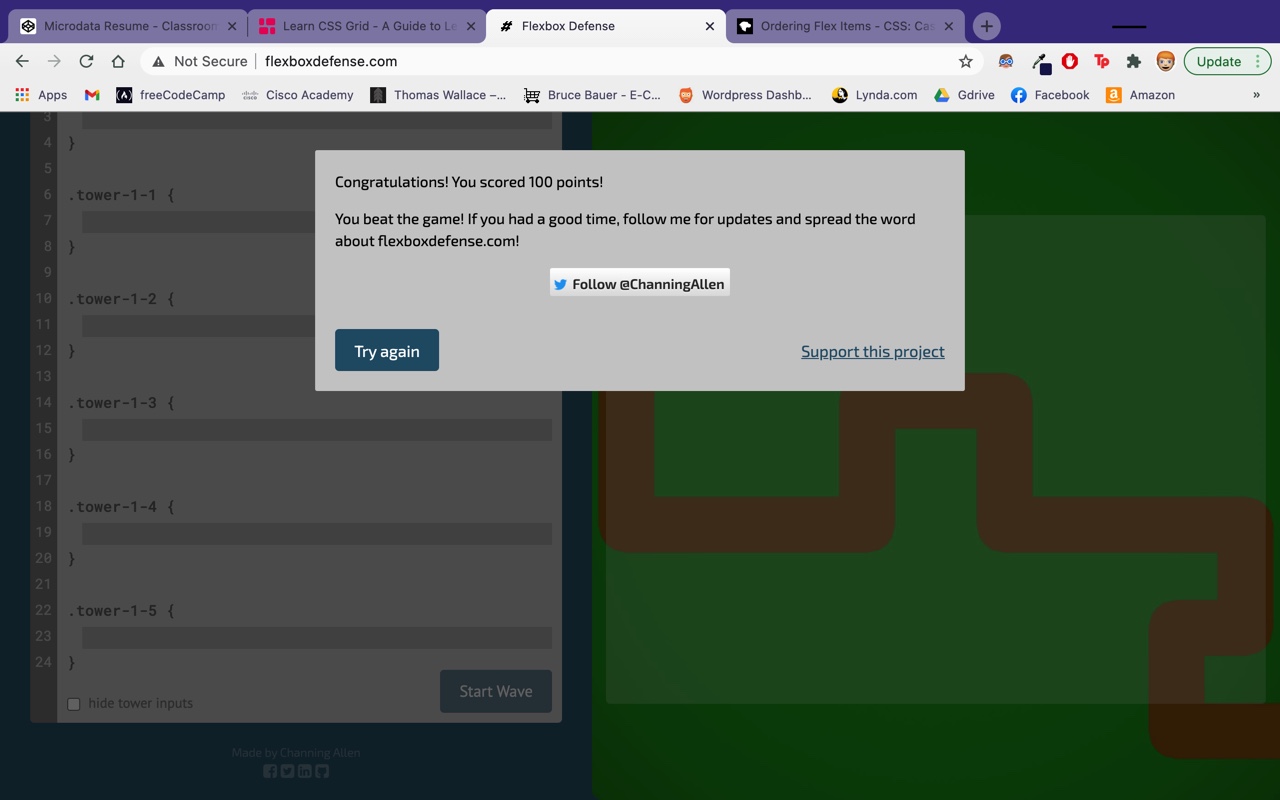 Microdata Resume - Classroon
Learn CSS Grid - A Guide to Le
Flexbox Defense
Ordering Flex Items - CSS: Cas
Not Secure
flexboxdefense.com
Update
Apps
freeCodeCamp
Cisco Academy
Thomas Wallace –...
Bruce Bauer - E-C...
Wordpress Dashb...
Lynda.com
Gdrive
Facebook
Amazon
»
3
4 }
5
6 .tower-1-1 {
7
8 }
9
10 .tower-1-2 {
11
12 }
13
14 .tower-1-3 {
15
16 }
17
18 .tower-1-4 {
19
20 }
21
22 .tower-1-5 {
23
24 }
hide tower inputs
Start Wave
Made by Channing Allen
Congratulations! You scored 100 points!
You beat the game! If you had a good time, follow me for updates and spread the word
about flexboxdefense.com!
Follow @ChanningAllen
Try again
Support this project